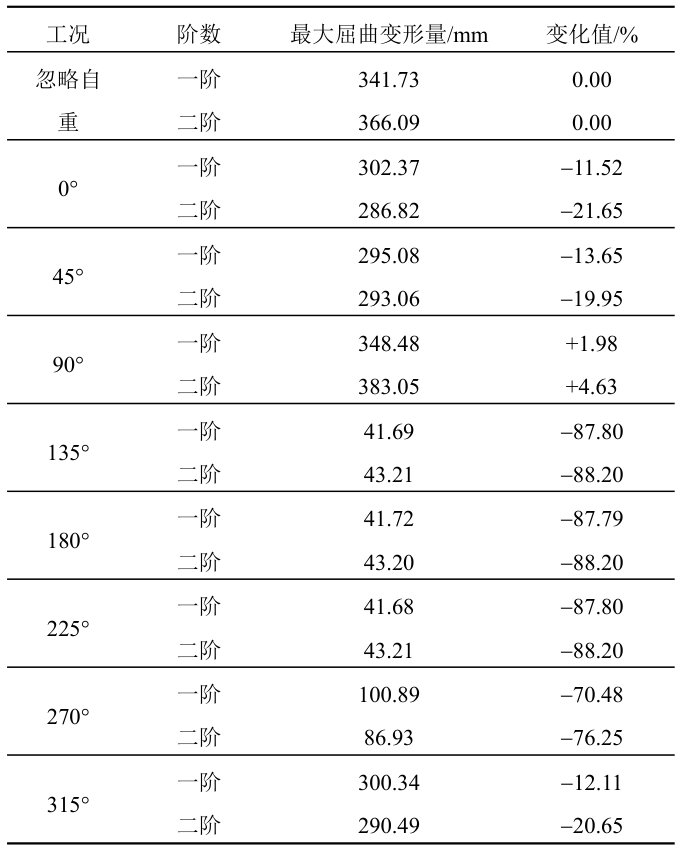 工况 阶数 最大屈曲变形量/mm 变化值/%
忽略自 一阶 341.73 0.00
重 二阶 366.09 0.00
0° 一阶 302.37 –11.52
二阶 286.82 –21.65
45° 一阶 295.08 –13.65
二阶 293.06 –19.95
90° 一阶 348.48 +1.98
二阶 383.05 +4.63
135° 一阶 41.69 –87.80
二阶 43.21 –88.20
180° 一阶 41.72 –87.79
二阶 43.20 –88.20
225° 一阶 41.68 –87.80
二阶 43.21 –88.20
270° 一阶 100.89 –70.48
二阶 86.93 –76.25
315° 一阶 300.34 –12.11
二阶 290.49 –20.65